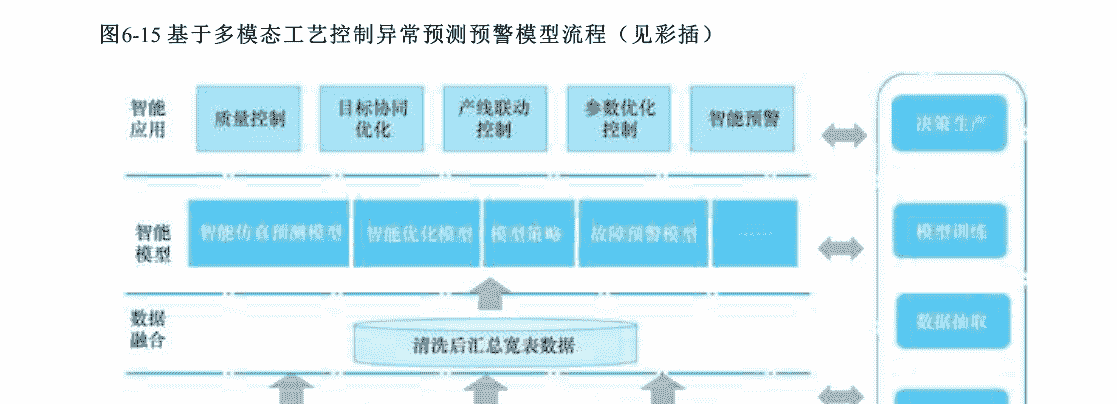 图6-15 基于多模态工艺控制异常预测预警模型流程（见彩插）
智能
应用
质量控制
目标协同
优化
产线联动
控制
参数优化
控制
智能预警
决策生产
智能
模型
智能仿真预测模型
智能优化模型
模型策略
故障预警模型
……
模型训练
数据
融合
清洗后汇总宽表数据
数据抽取